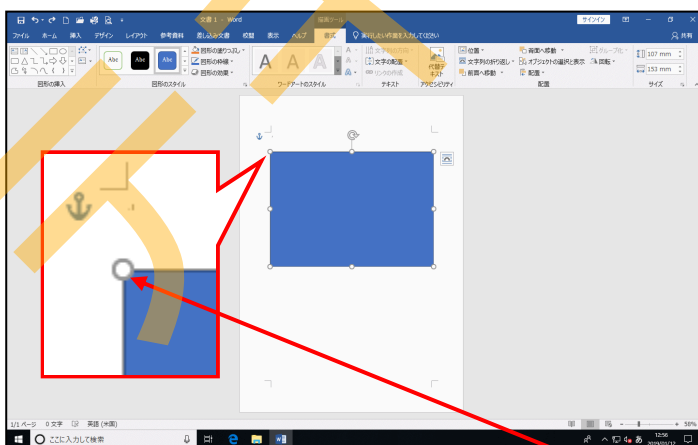 文書 1 - Word
描画ツール
サインイン
ファイル ホーム 挿入 デザイン レイアウト 参考資料 差し込み文書 校閲 表示 ヘルプ 書式 実行したい作業を入力してください
共有
Abc Abc Abc
図形の塗りつぶし
図形の枠線
図形の効果
A A A
文字列の方向
文字の配置
リンクの作成
代替テ
キスト
位置
文字列の折り返し
前面へ移動
背面へ移動
オブジェクトの選択と表示
配置
グループ化
回転
107 mm
153 mm
図形の挿入 図形のスタイル ワードアートのスタイル テキスト アクセシビリティ 配置 サイズ
1/1 ページ 0 文字 英語 (米国)
58%
ここに入力して検索
あ
12:56
2019/01/12